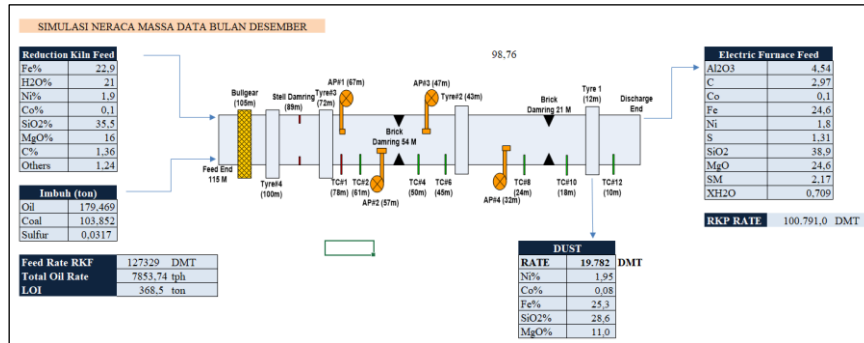 SIMULASI NERACA MASSA DATA BULAN DESEMBER
98,76
Reduction Kiln Feed
Fe% 22,9
H2O% 21
Ni% 1,9
Co% 0,1
SiO2% 35,5
MgO% 16
C% 1,36
Others 1,24
Imbuh (ton)
Oil 179,469
Coal 103,852
Sulfur 0,0317
Feed Rate RKF 127329 DMT
Total Oil Rate 7853,74 tph
LOI 368,5 ton
Bullgear
(105m)
Stell Damring
(89m)
Tyre#3
(72m)
AP#1 (67m)
AP#3 (47m)
Tyre#2 (43m)
Brick
Damring 21 M
Tyre 1
(12m)
Discharge
End
Brick
Damring 54 M
Feed End
115 M
Tyre#4
(100m)
TC#1
(78m)
TC#2
(61m)
AP#2 (57m)
TC#4
(50m)
TC#6
(45m)
AP#4 (32m)
TC#8
(24m)
TC#10
(18m)
TC#12
(10m)
DUST
RATE 19.782 DMT
Ni% 1,95
Co% 0,08
Fe% 25,3
SiO2% 28,6
MgO% 11,0
Electric Furnace Feed
Al2O3 4,54
C 2,97
Co 0,1
Fe 24,6
Ni 1,8
S 1,31
SiO2 38,9
MgO 24,6
SM 2,17
XH2O 0,709
RKP RATE 100.791,0 DMT